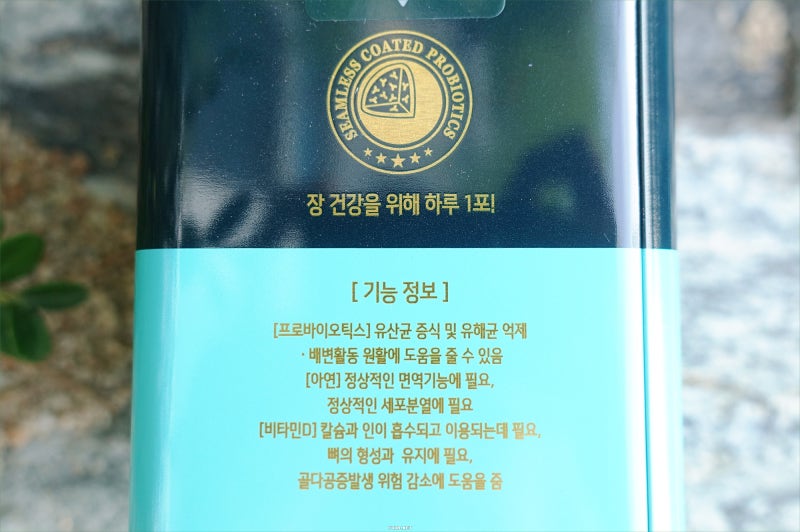 SEAMLESS COATED PROBIOTICS
장 건강을 위해 하루 1포!
[ 기능 정보 ]
[프로바이오틱스] 유산균 증식 및 유해균 억제
· 배변활동 원활에 도움을 줄 수 있음
[아연] 정상적인 면역기능에 필요,
정상적인 세포분열에 필요
[비타민D] 칼슘과 인이 흡수되고 이용되는데 필요,
뼈의 형성과 유지에 필요,
골다공증발생 위험 감소에 도움을 줌